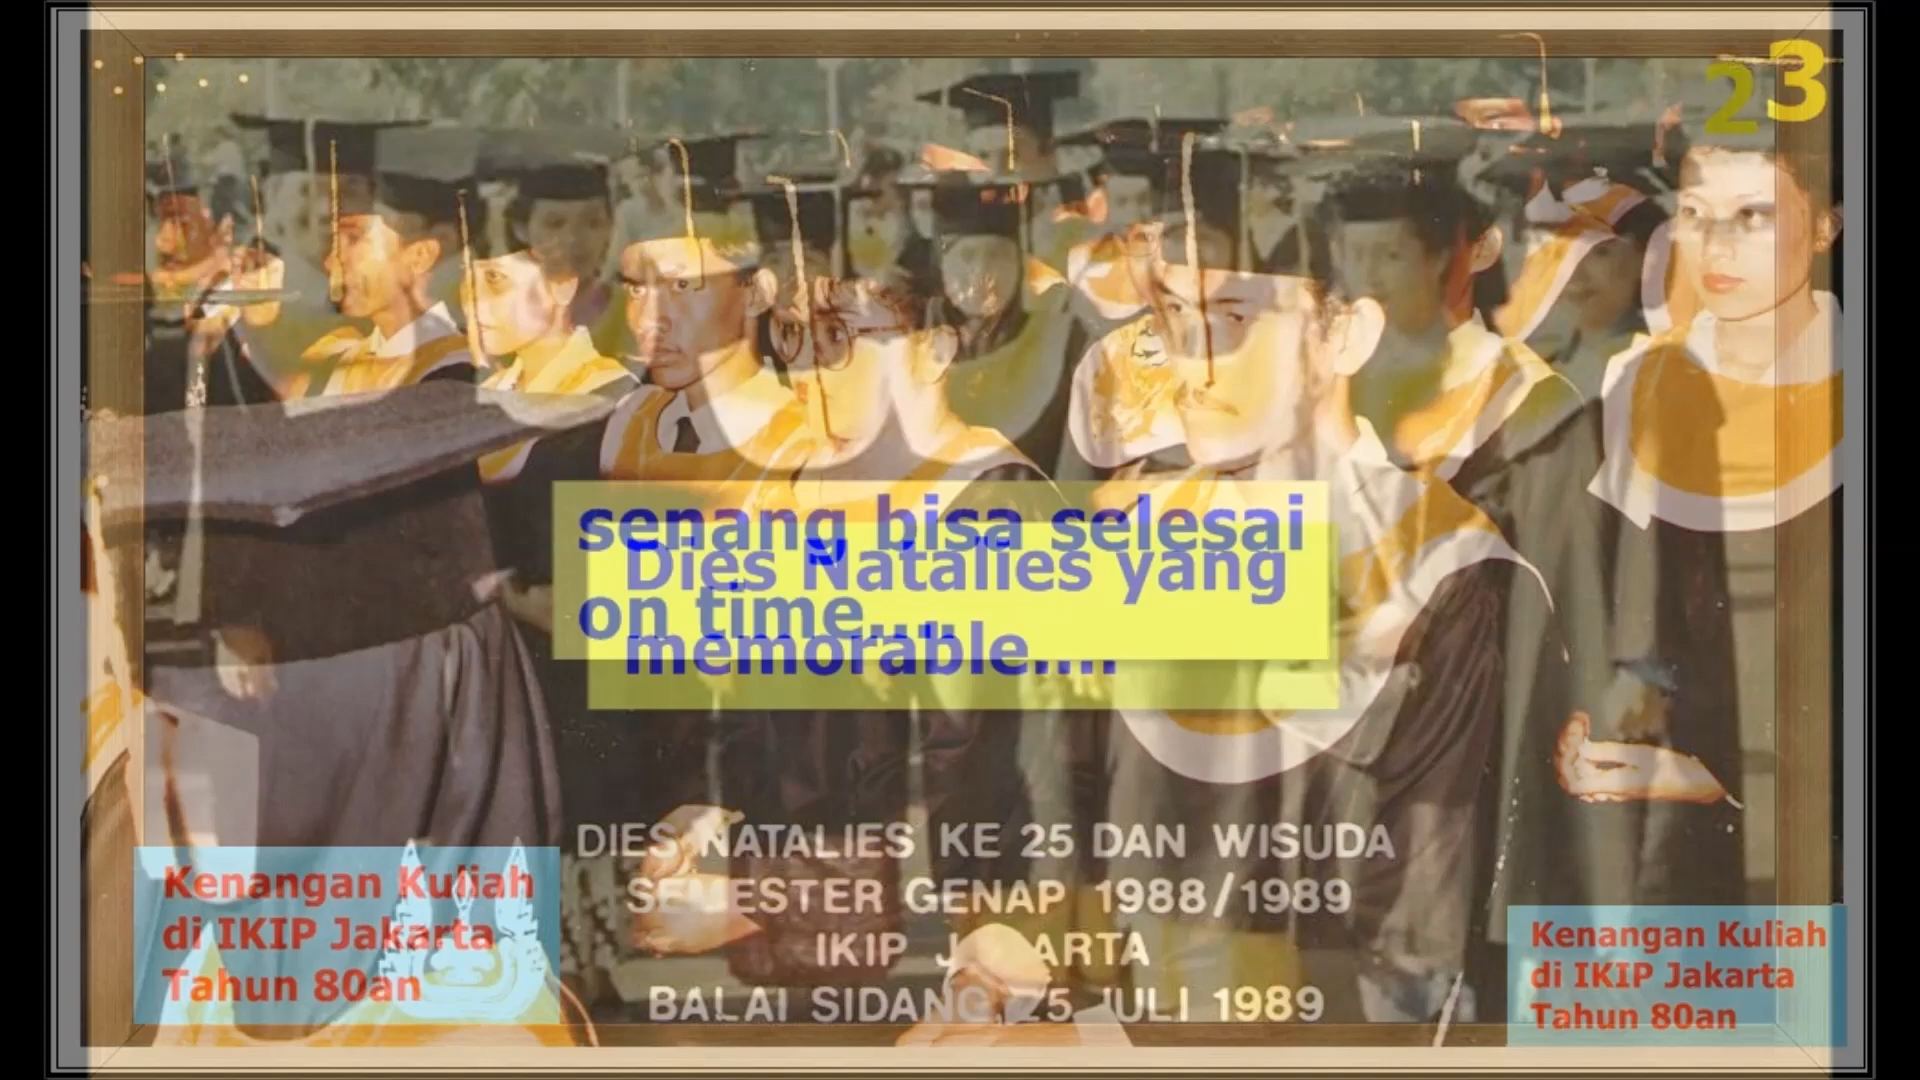 23
senang bisa selesai
on time....
Dies Natalies yang
memorable....
DIES NATALIES KE 25 DAN WISUDA
SEMESTER GENAP 1988/1989
IKIP JAKARTA
BALAI SIDANG, 25 JULI 1989
Kenangan Kuliah
di IKIP Jakarta
Tahun 80an
Kenangan Kuliah
di IKIP Jakarta
Tahun 80an